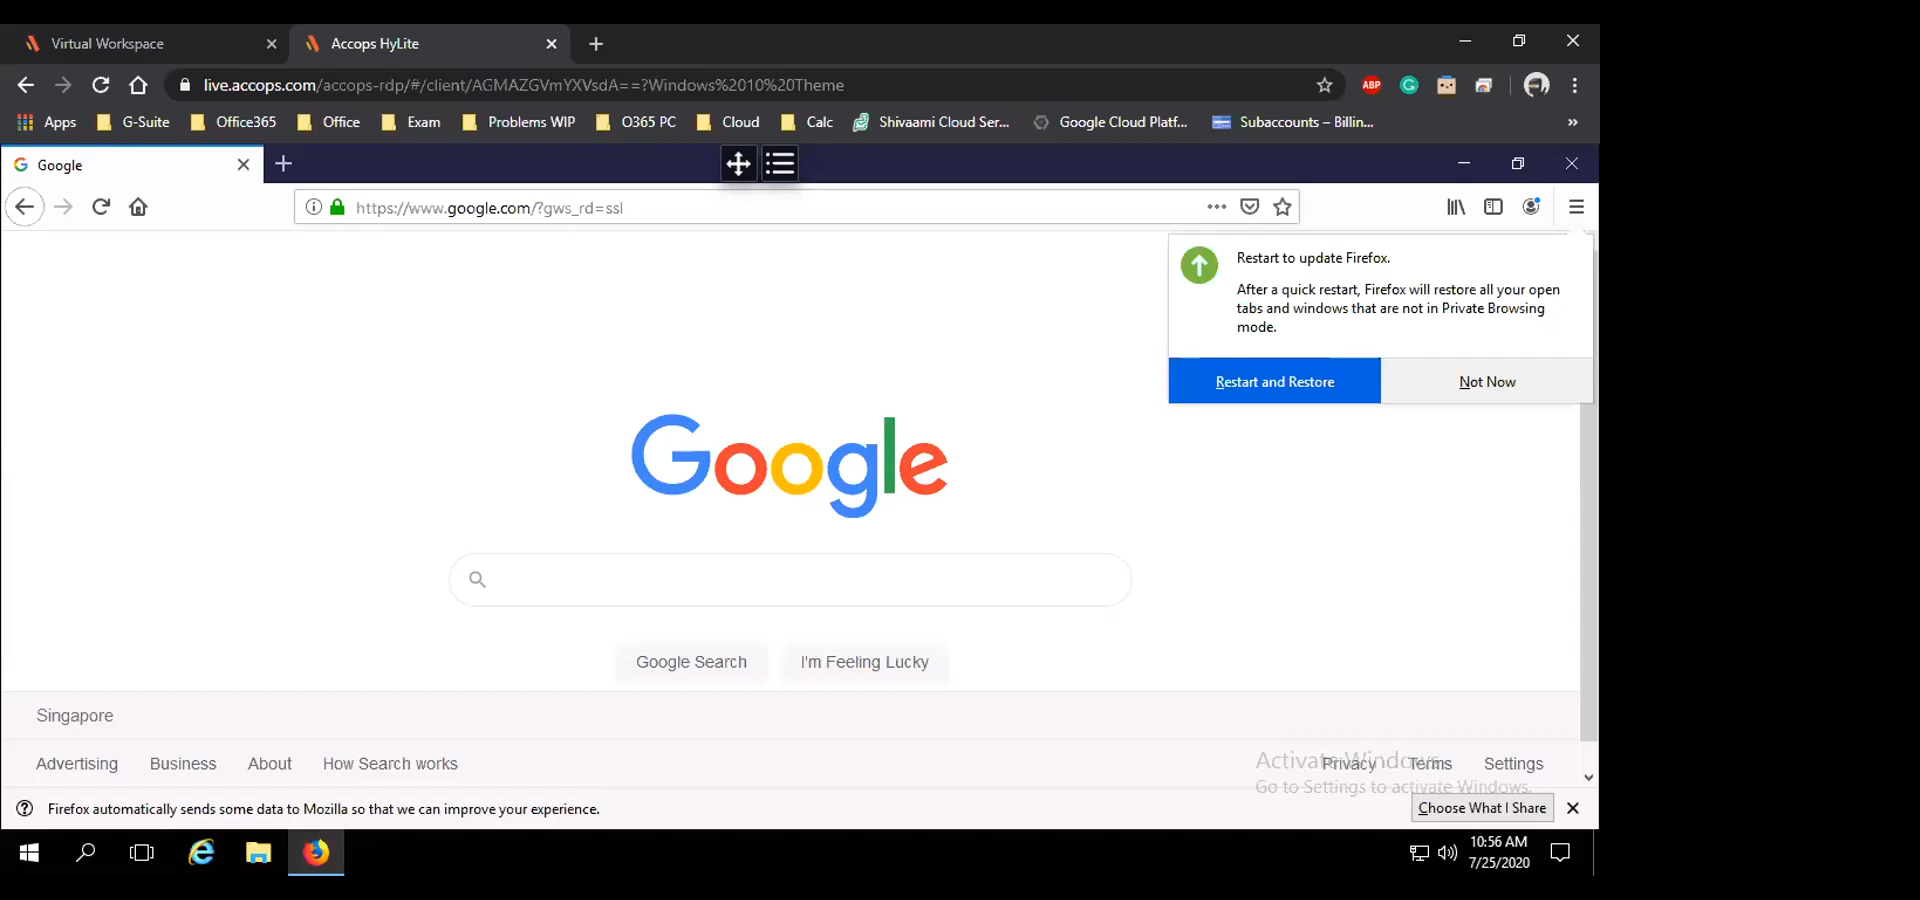 Virtual Workspace
Accops HyLite
live.accops.com/accops-rdp/#/client/AGMAZGVmYXVsdA==?Windows%2010%20Theme
ABP
Apps
G-Suite
Office365
Office
Exam
Problems WIP
O365 PC
Cloud
Calc
Shivaami Cloud Ser...
Google Cloud Platf...
Subaccounts – Billin...
»
Google
https://www.google.com/?gws_rd=ssl
Restart to update Firefox.
After a quick restart, Firefox will restore all your open
tabs and windows that are not in Private Browsing
mode.
Restart and Restore
Not Now
Google
Google Search
I'm Feeling Lucky
Singapore
Advertising
Business
About
How Search works
Privacy
Terms
Settings
Activate Windows
Go to Settings to activate Windows.
Firefox automatically sends some data to Mozilla so that we can improve your experience.
Choose What I Share
10:56 AM
7/25/2020